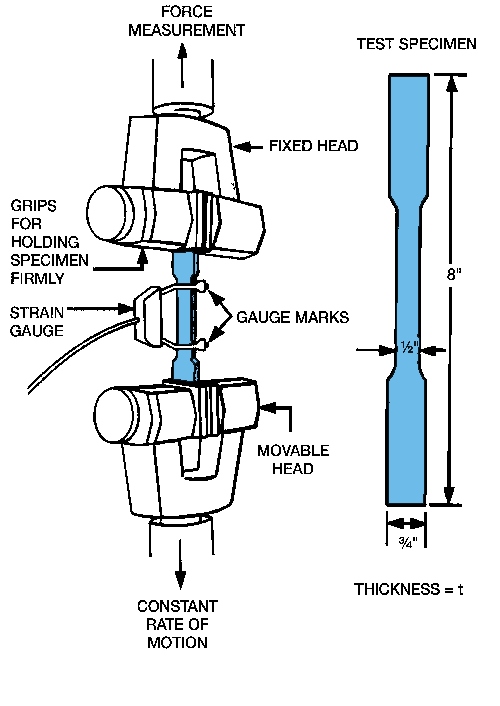 FORCE
MEASUREMENT
TEST SPECIMEN
FIXED HEAD
GRIPS
FOR
HOLDING
SPECIMEN
FIRMLY
8"
STRAIN
GAUGE
GAUGE MARKS
½"
MOVABLE
HEAD
¾"
THICKNESS = t
CONSTANT
RATE OF
MOTION